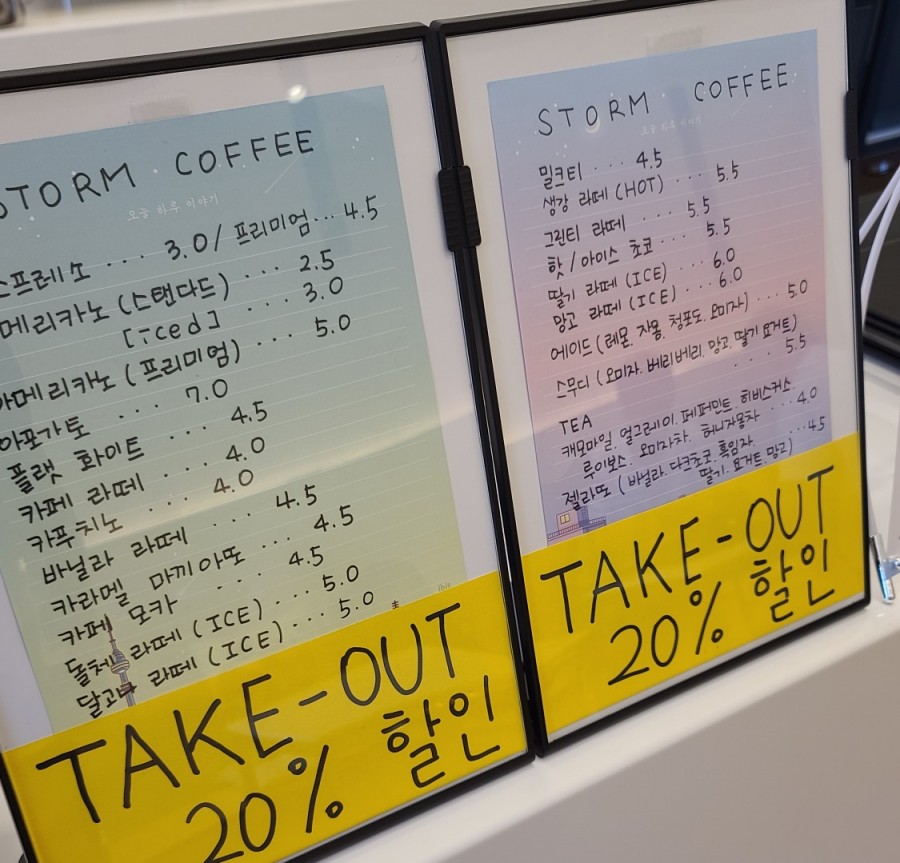 STORM COFFEE
오늘 하루 이야기
스프레소 ... 3.0/프리미엄... 4.5
메리카노 (스탠다드) ... 2.5
[iced] ... 3.0
아메리카노 (프리미엄) ... 5.0
아포가토 ... 7.0
플랫 화이트 ... 4.5
카페 라떼 ... 4.0
카푸치노 ... 4.0
바닐라 라떼 ... 4.5
카라멜 마끼아또 ... 4.5
카페 모카 ... 4.5
돌체 라떼 (ICE) ... 5.0
달고나 라떼 (ICE) ... 5.0
TAKE-OUT
20% 할인
STORM COFFEE
오늘 하루 이야기
밀크티 ... 4.5
생강 라떼 (HOT) ... 5.5
그린티 라떼 ... 5.5
핫/아이스 초코 ... 5.5
딸기 라떼 (ICE) ... 6.0
망고 라떼 (ICE) ... 6.0
에이드 (레몬, 자몽, 청포도, 오미자) ... 5.0
스무디 (오미자, 베리베리, 망고, 딸기 요거트)
... 5.5
TEA
캐모마일, 얼그레이, 페퍼민트, 히비스커스,
루이보스, 오미자차, 허니자몽차 ... 4.0
젤라또 (바닐라, 다크초코, 흑임자, ... 4.5
딸기, 요거트, 망고)
TAKE-OUT
20% 할인